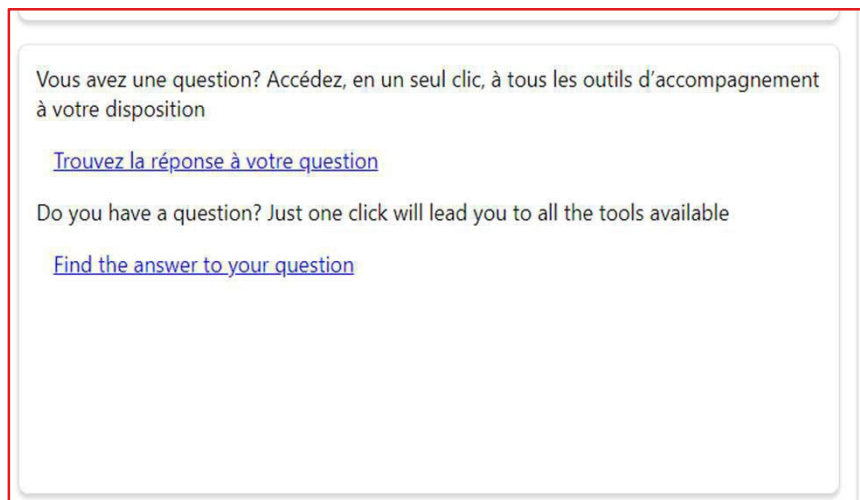 Vous avez une question? Accédez, en un seul clic, à tous les outils d’accompagnement
à votre disposition
Trouvez la réponse à votre question
Do you have a question? Just one click will lead you to all the tools available
Find the answer to your question